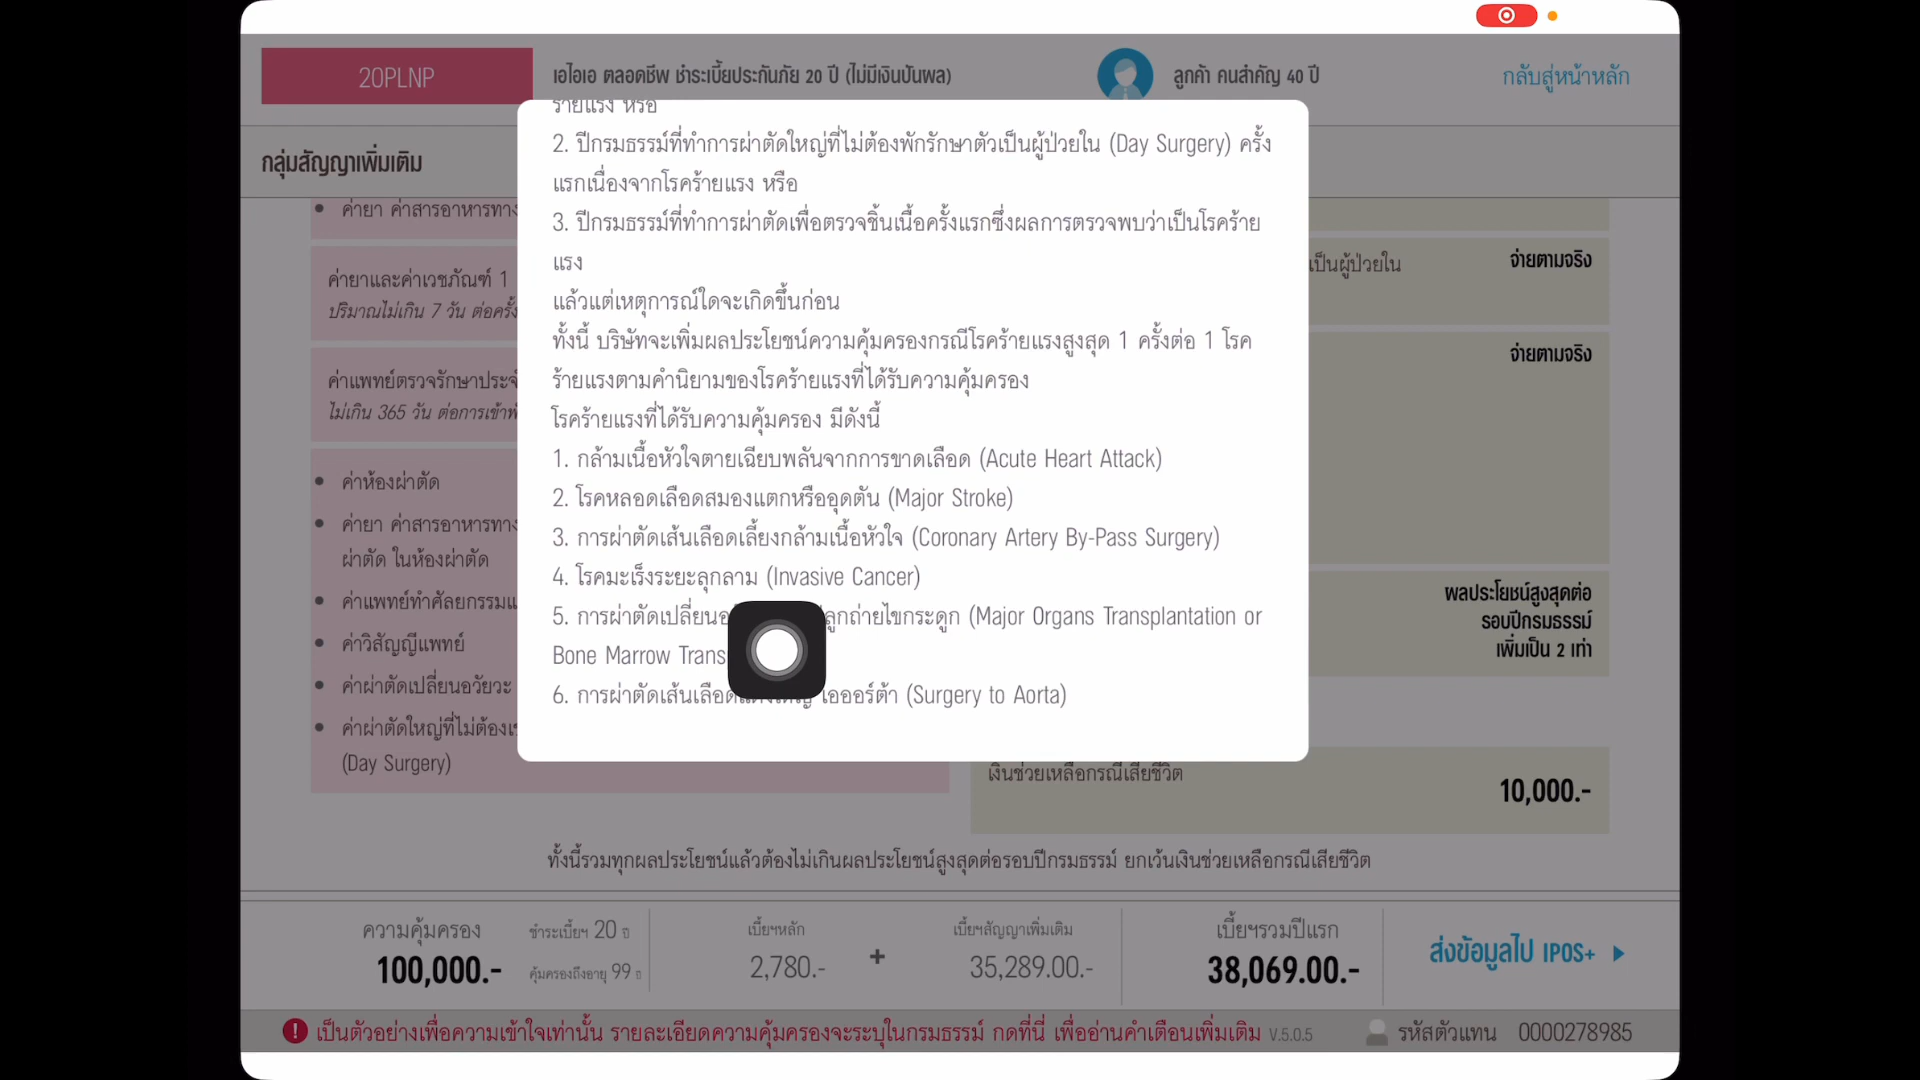 20PLNP
เอไอเอ ตลอดชีพ ชำระเบี้ยประกันภัย 20 ปี (ไม่มีเงินปันผล)
ลูกค้า คนสำคัญ 40 ปี
กลับสู่หน้าหลัก
กลุ่มสัญญาเพิ่มเติม
ร้ายแรง หรือ
2. ปีกรมธรรม์ที่ทำการผ่าตัดใหญ่ที่ไม่ต้องพักรักษาตัวเป็นผู้ป่วยใน (Day Surgery) ครั้ง
แรกเนื่องจากโรคร้ายแรง หรือ
3. ปีกรมธรรม์ที่ทำการผ่าตัดเพื่อตรวจชิ้นเนื้อครั้งแรกซึ่งผลการตรวจพบว่าเป็นโรคร้าย
แรง
แล้วแต่เหตุการณ์ใดจะเกิดขึ้นก่อน
ทั้งนี้ บริษัทจะเพิ่มผลประโยชน์ความคุ้มครองกรณีโรคร้ายแรงสูงสุด 1 ครั้งต่อ 1 โรค
ร้ายแรงตามคำนิยามของโรคร้ายแรงที่ได้รับความคุ้มครอง
โรคร้ายแรงที่ได้รับความคุ้มครอง มีดังนี้
1. กล้ามเนื้อหัวใจตายเฉียบพลันจากการขาดเลือด (Acute Heart Attack)
2. โรคหลอดเลือดสมองแตกหรืออุดตัน (Major Stroke)
3. การผ่าตัดเส้นเลือดเลี้ยงกล้ามเนื้อหัวใจ (Coronary Artery By-Pass Surgery)
4. โรคมะเร็งระยะลุกลาม (Invasive Cancer)
5. การผ่าตัดเปลี่ยน ลูกถ่ายไขกระดูก (Major Organs Transplantation or
Bone Marrow Trans
6. การผ่าตัดเส้นเลือด เอออร์ต้า (Surgery to Aorta)
ค่ายา ค่าสารอาหารทาง
ค่ายาและค่าเวชภัณฑ์ 1
ปริมาณไม่เกิน 7 วัน ต่อครั้ง
ค่าแพทย์ตรวจรักษาประจำ
ไม่เกิน 365 วัน ต่อการเข้าพั
• ค่าห้องผ่าตัด
• ค่ายา ค่าสารอาหารทาง
ผ่าตัด ในห้องผ่าตัด
• ค่าแพทย์ทำศัลยกรรม
• ค่าวิสัญญีแพทย์
• ค่าผ่าตัดเปลี่ยนอวัยวะ
• ค่าผ่าตัดใหญ่ที่ไม่ต้อง
(Day Surgery)
เป็นผู้ป่วยใน
จ่ายตามจริง
จ่ายตามจริง
ผลประโยชน์สูงสุดต่อ
รอบปีกรมธรรม์
เพิ่มเป็น 2 เท่า
เงินช่วยเหลือกรณีเสียชีวิต
10,000.-
ทั้งนี้รวมทุกผลประโยชน์แล้วต้องไม่เกินผลประโยชน์สูงสุดต่อรอบปีกรมธรรม์ ยกเว้นเงินช่วยเหลือกรณีเสียชีวิต
ความคุ้มครอง
100,000.-
ชำระเบี้ยฯ 20 ปี
คุ้มครองถึงอายุ 99 ปี
เบี้ยฯหลัก
2,780.-
+
เบี้ยฯสัญญาเพิ่มเติม
35,289.00.-
เบี้ยฯรวมปีแรก
38,069.00.-
ส่งข้อมูลไป IPOS+
เป็นตัวอย่างเพื่อความเข้าใจเท่านั้น รายละเอียดความคุ้มครองจะระบุในกรมธรรม์ กดที่นี่ เพื่ออ่านคำเตือนเพิ่มเติม V.5.0.5
รหัสตัวแทน 0000278985